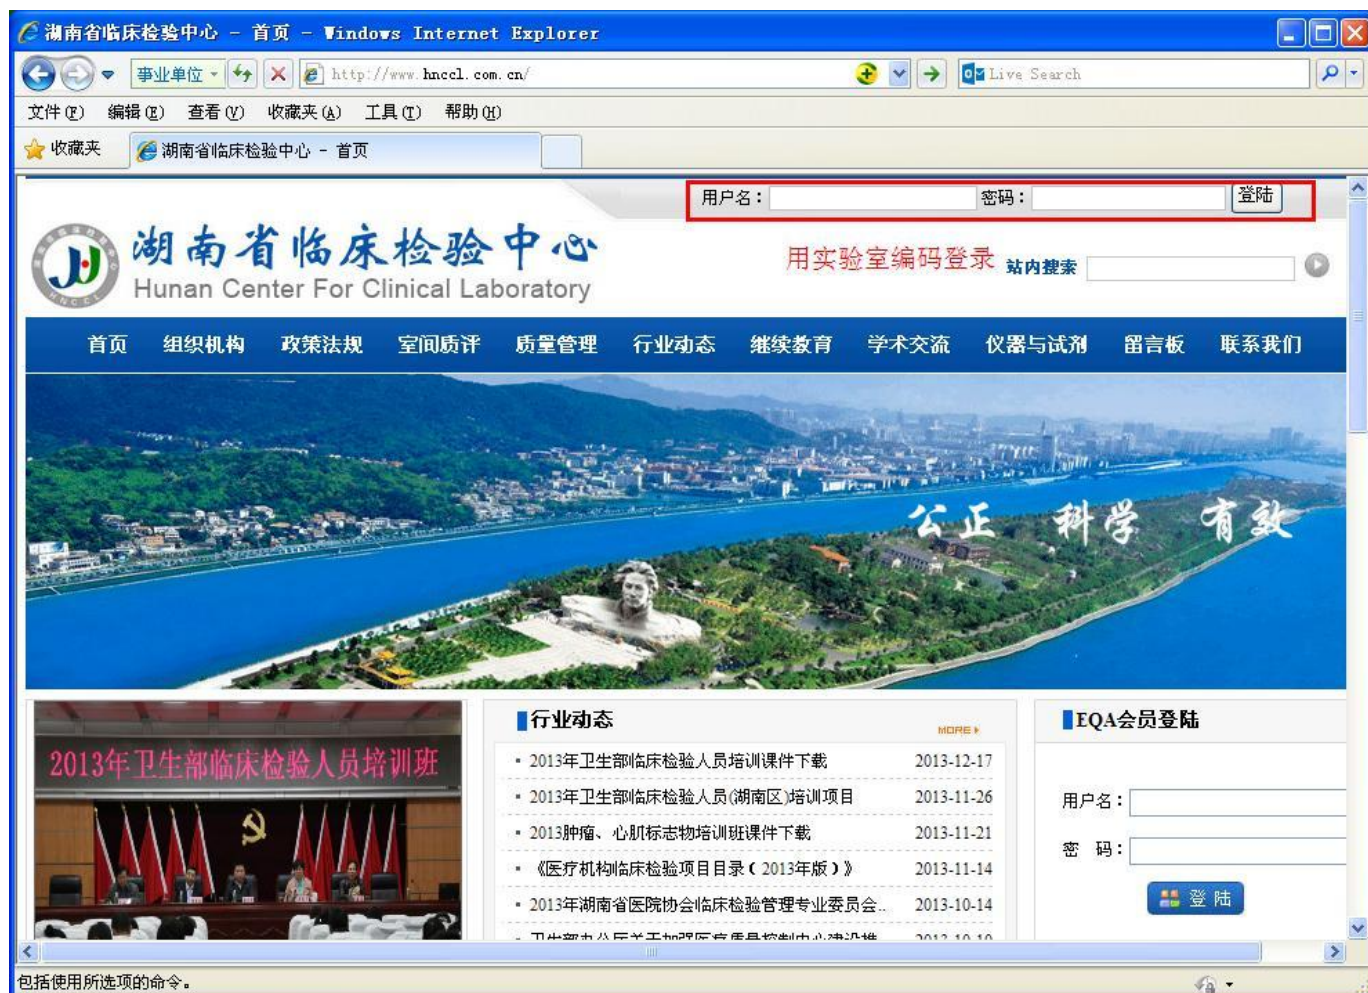 湖南省临床检验中心 - 首页 - Windows Internet Explorer
事业单位 http://www.hnccl.com.cn/ Live Search
文件(F) 编辑(E) 查看(V) 收藏夹(A) 工具(T) 帮助(H)
收藏夹 湖南省临床检验中心 - 首页
用户名： 密码： 登陆
湖南省临床检验中心
用实验室编码登录 站内搜索
Hunan Center For Clinical Laboratory
HNCCL
首页 组织机构 政策法规 室间质评 质量管理 行业动态 继续教育 学术交流 仪器与试剂 留言板 联系我们
公正 科学 有效
2013年卫生部临床检验人员培训班
行业动态 MORE
2013年卫生部临床检验人员培训课件下载 2013-12-17
2013年卫生部临床检验人员(湖南区)培训项目 2013-11-26
2013肿瘤、心肌标志物培训班课件下载 2013-11-21
《医疗机构临床检验项目目录（2013年版）》 2013-11-14
2013年湖南省医院协会临床检验管理专业委员会.. 2013-10-14
EQA会员登陆
用户名：
密 码：
登 陆
包括使用所选项的命令。